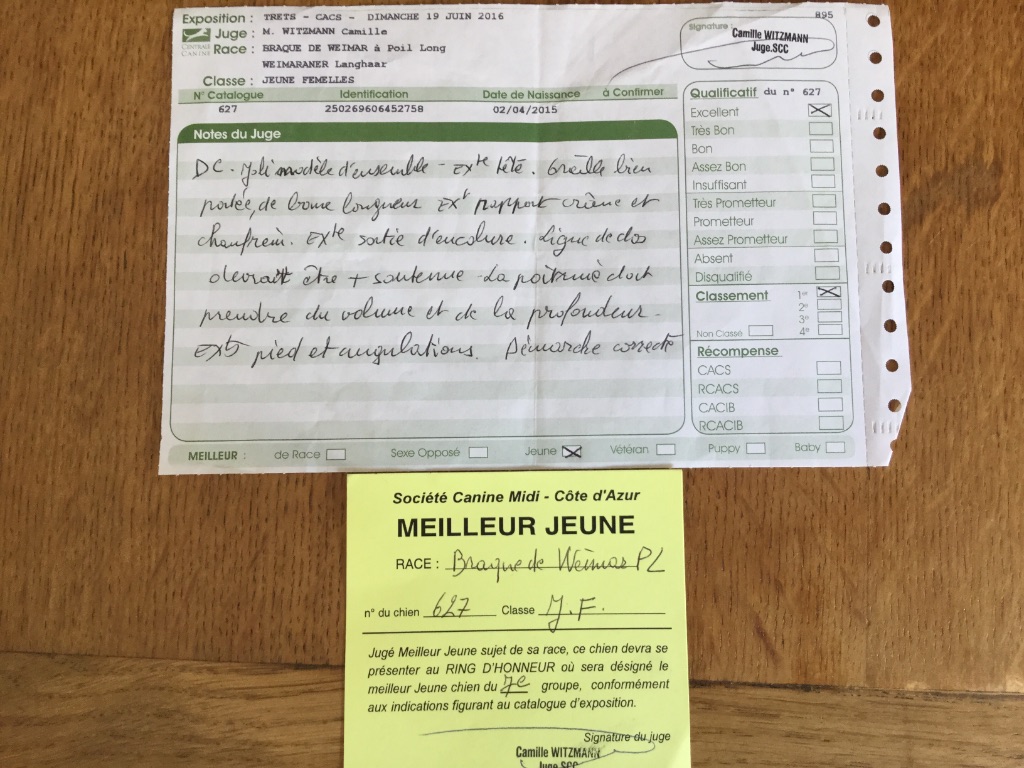 Exposition : TRETS - CACS - DIMANCHE 19 JUIN 2016
895
Juge : M. WITZMANN Camille
Race : BRAQUE DE WEIMAR à Poil Long
WEIMARANER Langhaar
Classe : JEUNE FEMELLES
CENTRALE
CANINE
Signature :
Camille WITZMANN
Juge.SCC
N° Catalogue Identification Date de Naissance à Confirmer
627 250269606452758 02/04/2015
Notes du Juge
DC. Joli modèle d'ensemble - Exte tête. Oreille bien
portée, de bonne longueur Ext rapport crâne et
chanfrein. Exte sortie d'encolure. Ligne de dos
devrait être + soutenue - La poitrine doit
prendre du volume et de la profondeur -
Exts pied et angulations. Démarche correcte
Qualificatif du n° 627
Excellent
Très Bon
Bon
Assez Bon
Insuffisant
Très Prometteur
Prometteur
Assez Prometteur
Absent
Disqualifié
Classement 1er
2e
3e
Non Classé 4e
Récompense
CACS
RCACS
CACIB
RCACIB
MEILLEUR : de Race Sexe Opposé Jeune Vétéran Puppy Baby
Société Canine Midi - Côte d'Azur
MEILLEUR JEUNE
RACE : Braque de Weimar PL
n° du chien 627 Classe J.F.
Jugé Meilleur Jeune sujet de sa race, ce chien devra se
présenter au RING D'HONNEUR où sera désigné le
meilleur Jeune chien du 7e groupe, conformément
aux indications figurant au catalogue d'exposition.
Signature du juge
Camille WITZMANN
Juge SCC